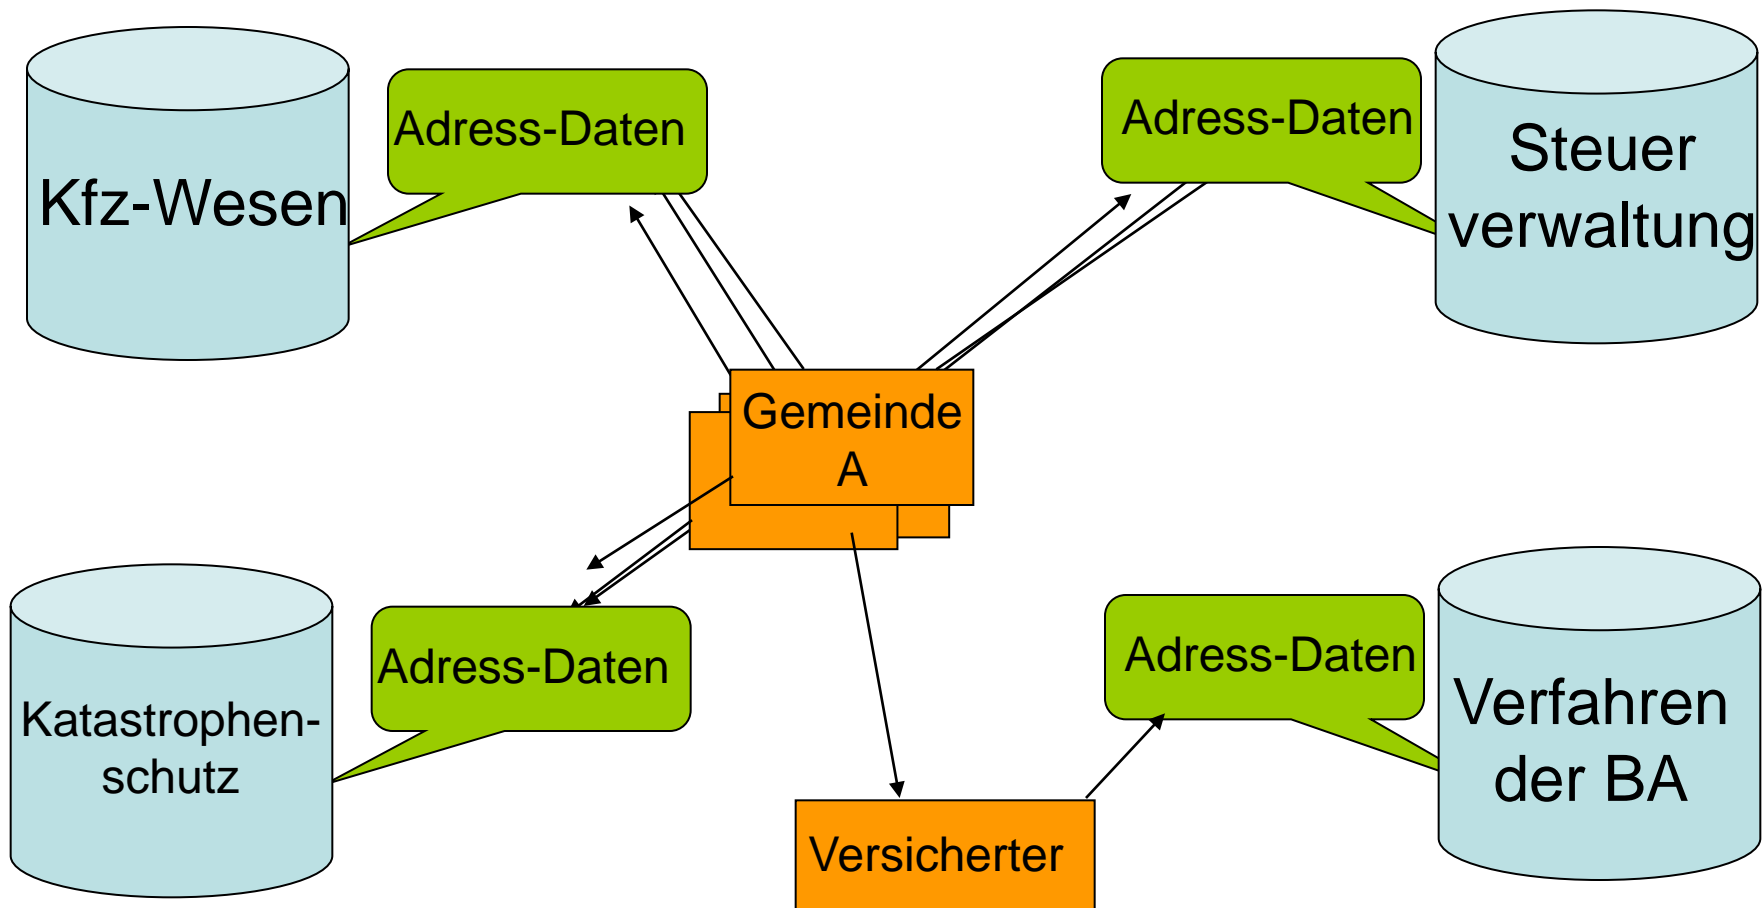 Kfz-Wesen
Adress-Daten
Adress-Daten
Steuer
verwaltung
Gemeinde
A
Katastrophen-
schutz
Adress-Daten
Adress-Daten
Verfahren
der BA
Versicherter